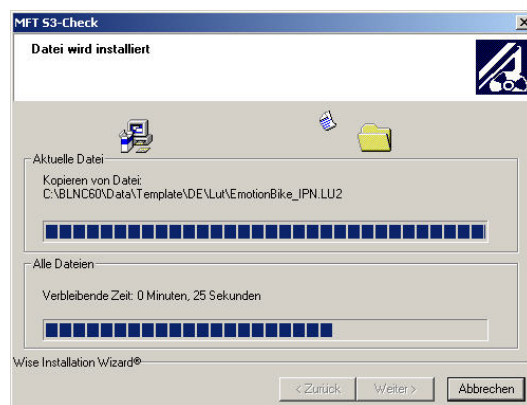 MFT S3-Check
Datei wird installiert
Aktuelle Datei
Kopieren von Datei:
C:\BLNC60\Data\Template\DE\Lut\EmotionBike_IPN.LU2
Alle Dateien
Verbleibende Zeit: 0 Minuten, 25 Sekunden
Wise Installation Wizard®
< Zurück
Weiter >
Abbrechen